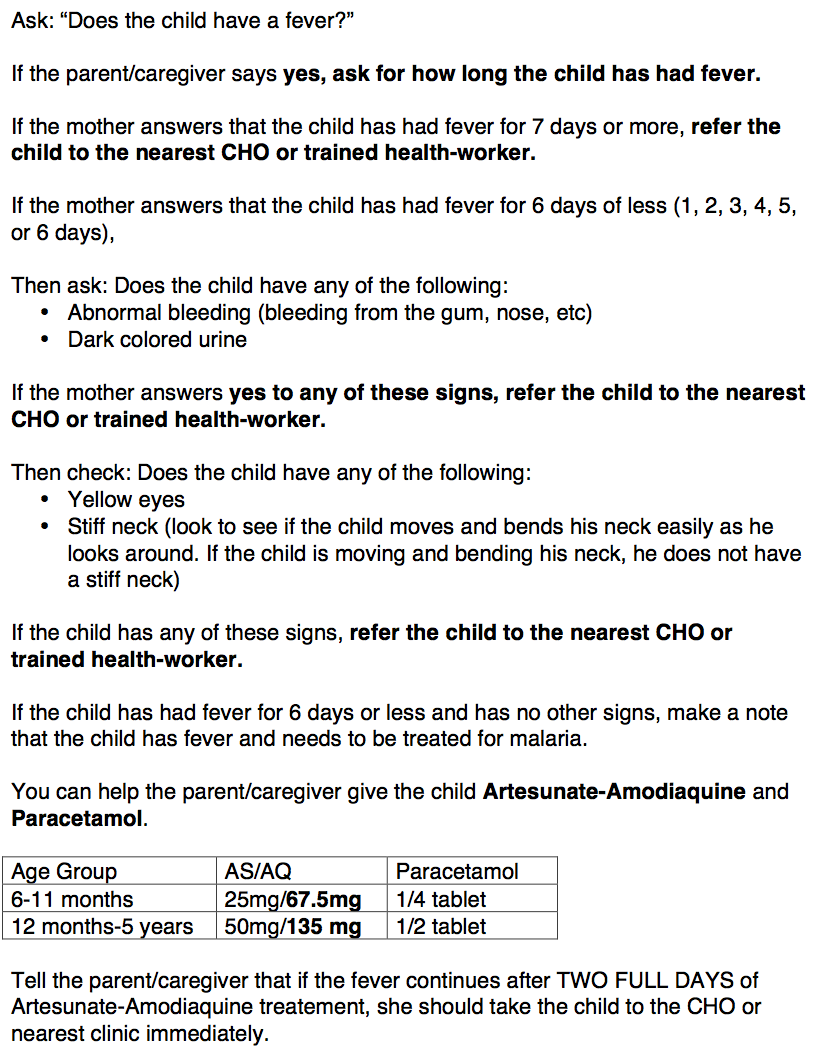 Ask: “Does the child have a fever?”
If the parent/caregiver says yes, ask for how long the child has had fever.
If the mother answers that the child has had fever for 7 days or more, refer the
child to the nearest CHO or trained health-worker.
If the mother answers that the child has had fever for 6 days of less (1, 2, 3, 4, 5,
or 6 days),
Then ask: Does the child have any of the following:
• Abnormal bleeding (bleeding from the gum, nose, etc)
• Dark colored urine
If the mother answers yes to any of these signs, refer the child to the nearest
CHO or trained health-worker.
Then check: Does the child have any of the following:
• Yellow eyes
• Stiff neck (look to see if the child moves and bends his neck easily as he
looks around. If the child is moving and bending his neck, he does not have
a stiff neck)
If the child has any of these signs, refer the child to the nearest CHO or
trained health-worker.
If the child has had fever for 6 days or less and has no other signs, make a note
that the child has fever and needs to be treated for malaria.
You can help the parent/caregiver give the child Artesunate-Amodiaquine and
Paracetamol.
Age Group AS/AQ Paracetamol
6-11 months 25mg/67.5mg 1/4 tablet
12 months-5 years 50mg/135 mg 1/2 tablet
Tell the parent/caregiver that if the fever continues after TWO FULL DAYS of
Artesunate-Amodiaquine treatement, she should take the child to the CHO or
nearest clinic immediately.